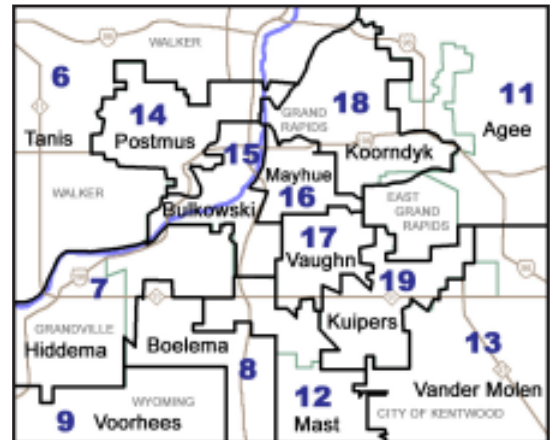 WALKER
6
18
11
14
GRAND
RAPIDS
Tanis
Postmus
Agee
15
Koorndyk
Mayhue
WALKER
16
EAST
GRAND
RAPIDS
Bulkowski
17
Vaughn
7
19
GRANDVILLE
Kuipers
Hiddema
Boelema
13
8
12
Vander Molen
WYOMING
9 Voorhees
Mast
CITY OF KENTWOOD